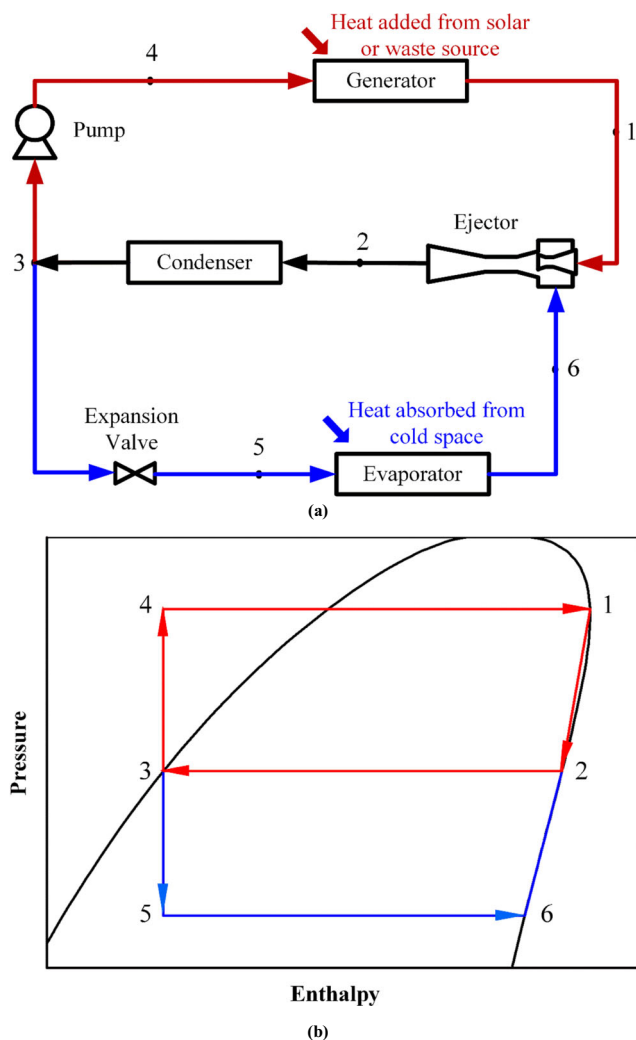 4
Heat added from solar
or waste source
Generator
Pump
1
Ejector
3
Condenser
2
6
Expansion
Valve
5
Heat absorbed from
cold space
Evaporator
(a)
4
1
3
2
5
6
Pressure
Enthalpy
(b)